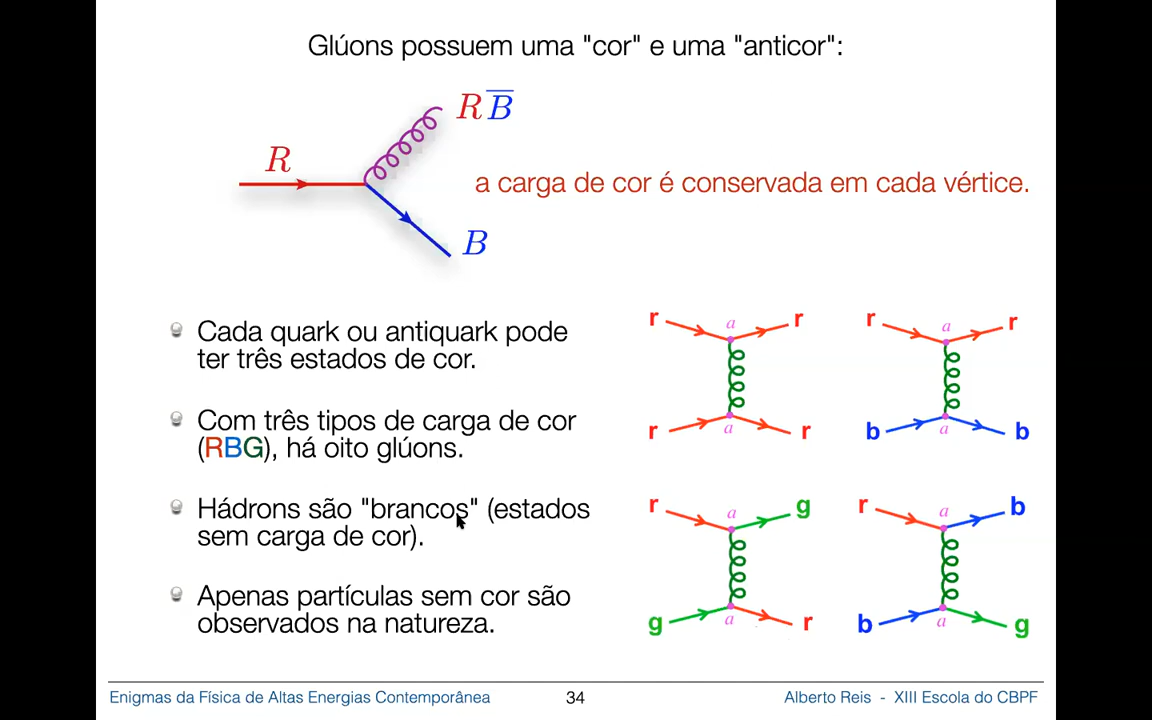 Glúons possuem uma "cor" e uma "anticor":
R B̅
R
a carga de cor é conservada em cada vértice.
B
Cada quark ou antiquark pode
ter três estados de cor.
Com três tipos de carga de cor
(RBG), há oito glúons.
Hádrons são "brancos" (estados
sem carga de cor).
Apenas partículas sem cor são
observados na natureza.
r a r
r a r
r a r
b a b
r a g
g a r
r a b
b a g
Enigmas da Física de Altas Energias Contemporânea
34
Alberto Reis - XIII Escola do CBPF